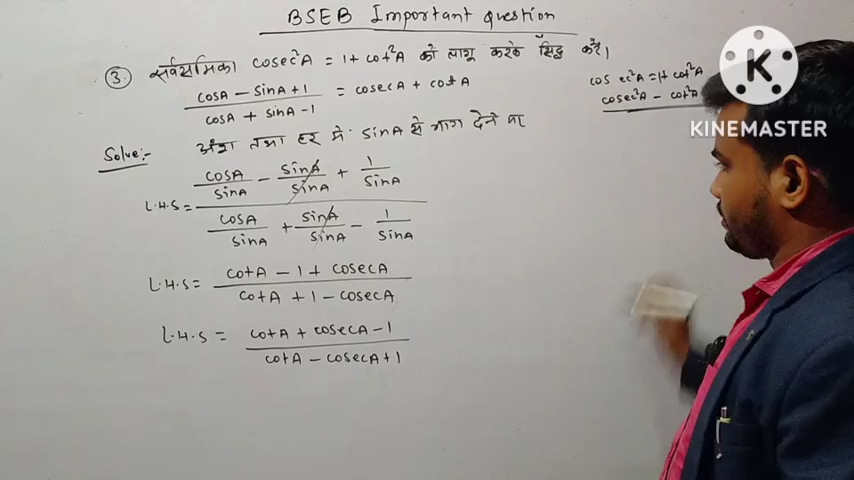 BSEB Important question
③ सर्वसमिका cosec²A = 1 + cot²A को लागू करके सिद्ध करें।
cosA - sinA + 1 / cosA + sinA - 1 = cosecA + cotA
cosec²A = 1 + cot²A
cosec²A - cot²A
K
KINEMASTER
Solve:- अंश तथा हर में sinA से भाग देने पर
L.H.S = cosA/sinA - sinA/sinA + 1/sinA
cosA/sinA + sinA/sinA - 1/sinA
L.H.S = cotA - 1 + cosecA / cotA + 1 - cosecA
L.H.S = cotA + cosecA - 1 / cotA - cosecA + 1